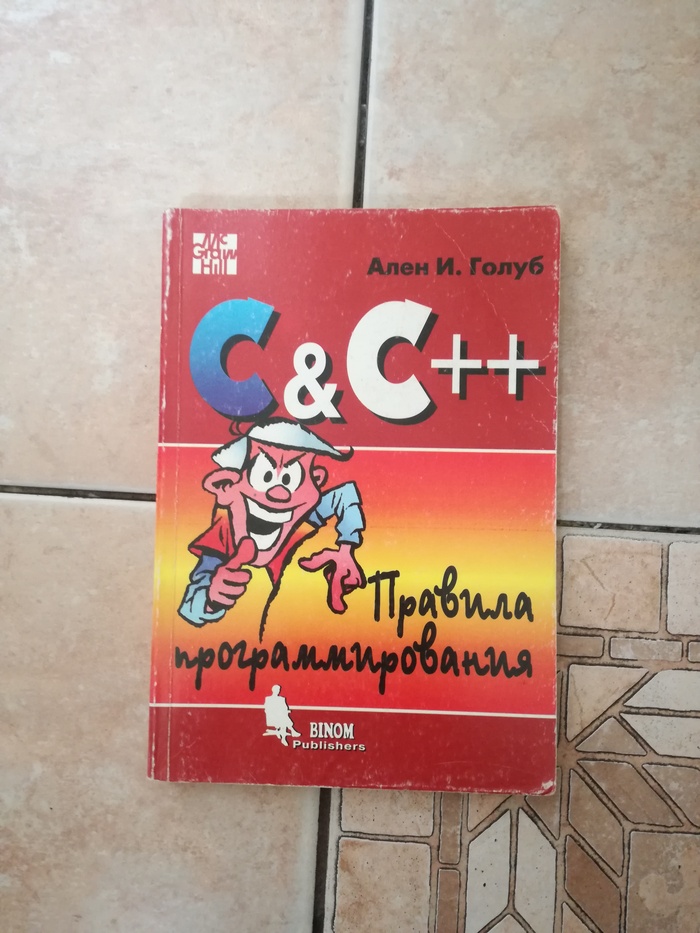 Mc
Graw
Hill
Ален И. Голуб
C & C++
Правила
программирования
BINOM
Publishers